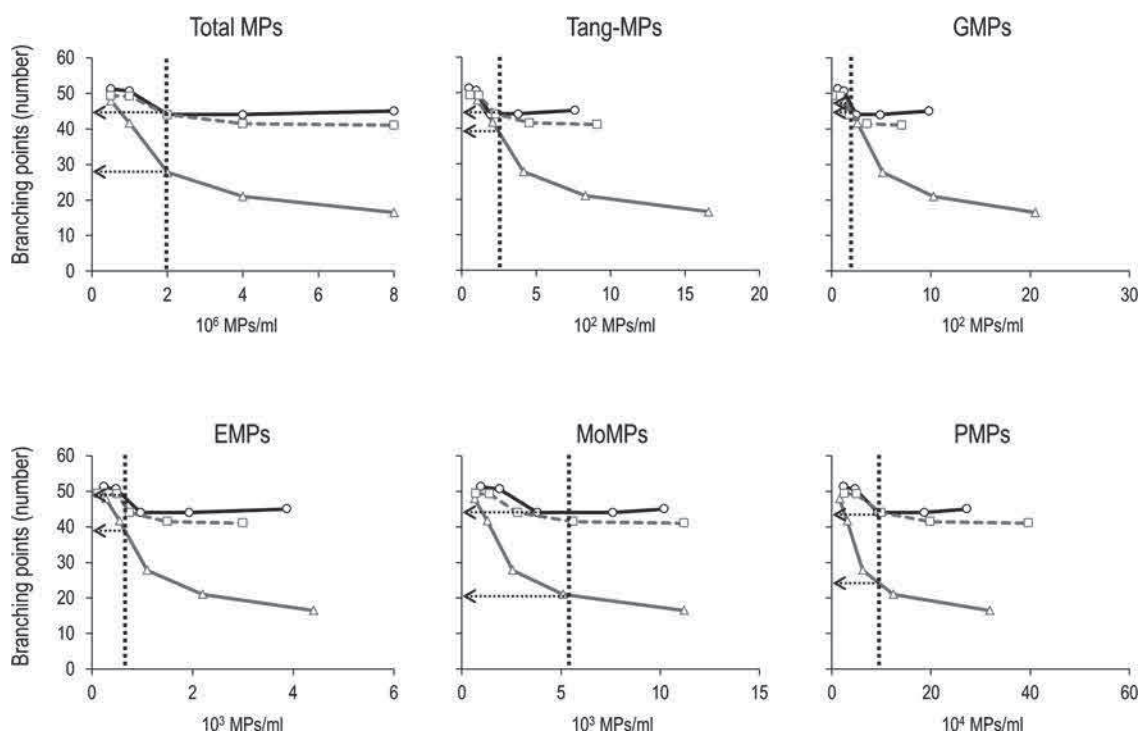 Total MPs
Tang-MPs
GMPs
Branching points (number)
60
50
40
30
20
10
0
0 2 4 6 8
0 5 10 15 20
0 10 20 30
10⁶ MPs/ml
10² MPs/ml
10² MPs/ml
EMPs
MoMPs
PMPs
Branching points (number)
60
50
40
30
20
10
0
0 2 4 6
0 5 10 15
0 20 40 60
10³ MPs/ml
10³ MPs/ml
10⁴ MPs/ml